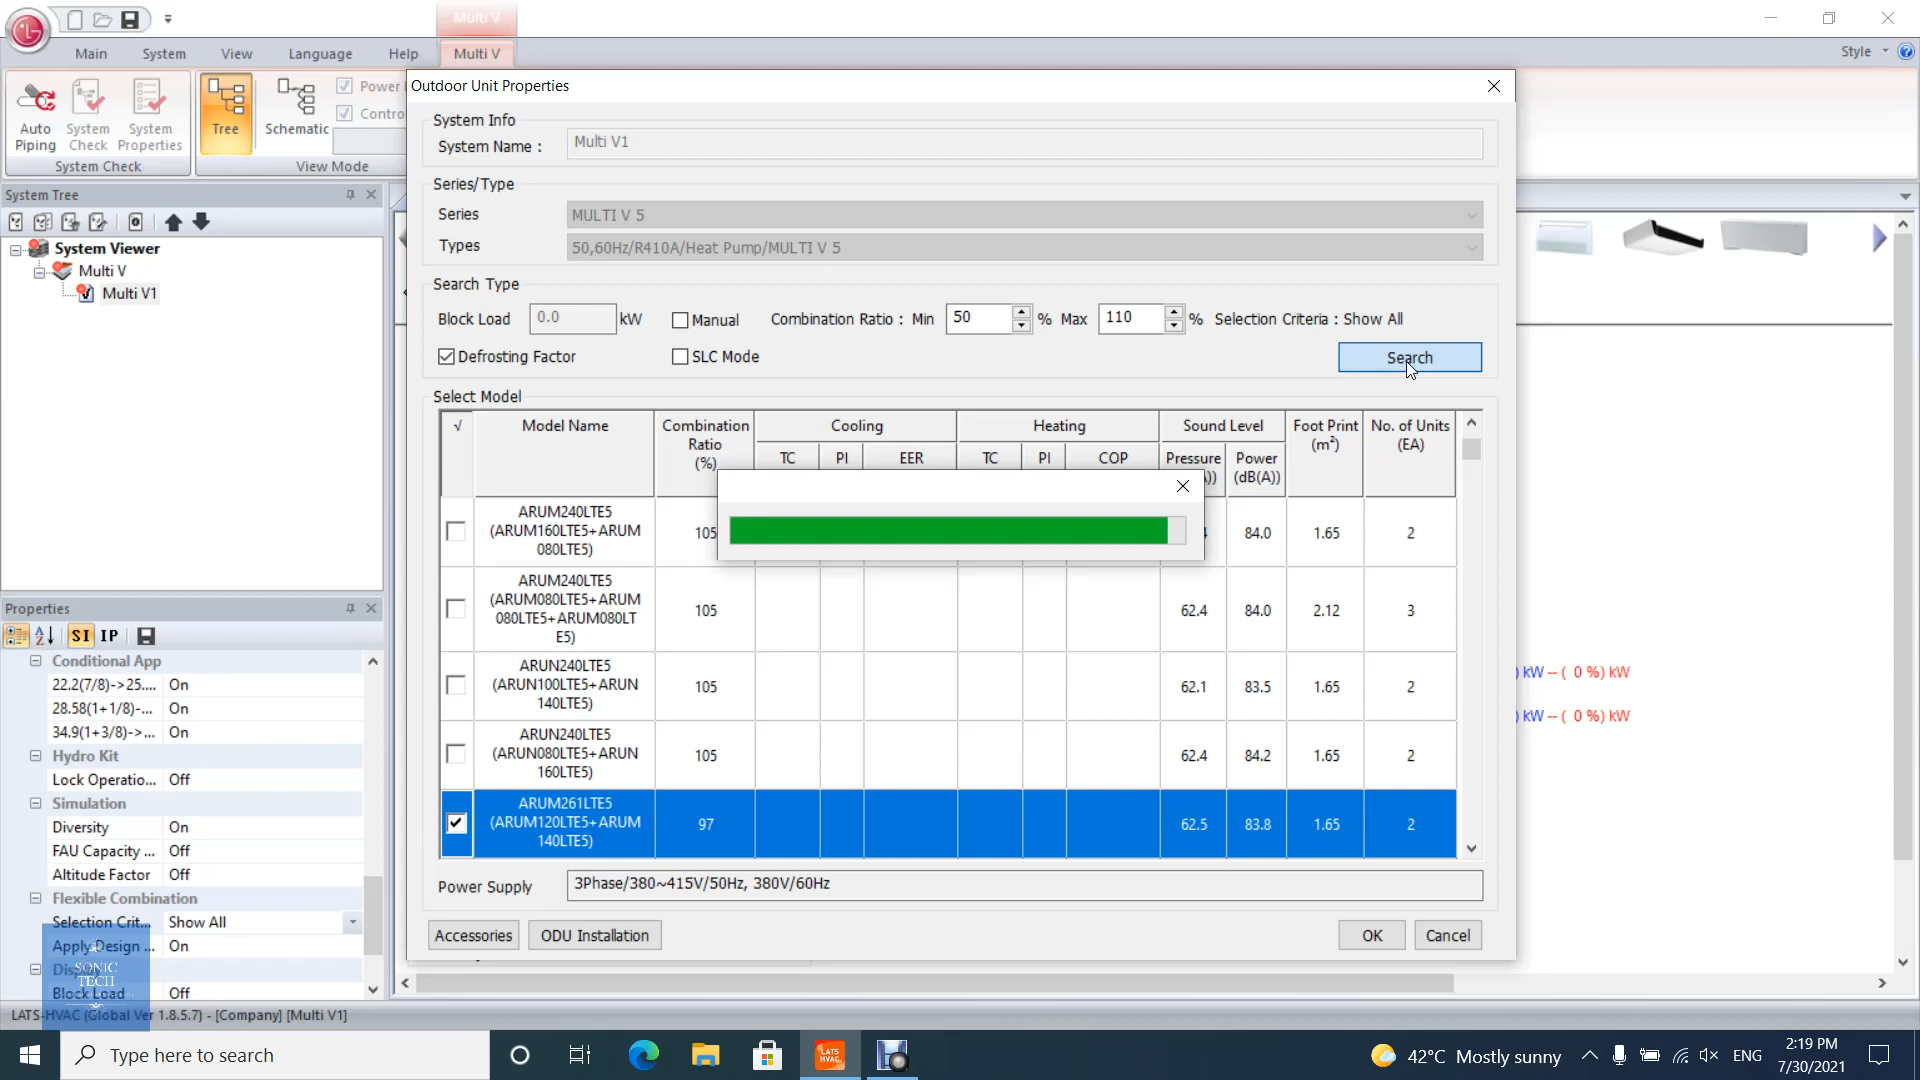 Multi V
Main System View Language Help Multi V
Style
Auto Piping
System Check
System Properties
System Check
Tree
Schematic
Power
Contro
View Mode
System Tree
System Viewer
Multi V
Multi V1
Properties
SI IP
Conditional App
22.2(7/8)->25.... On
28.58(1+1/8)-... On
34.9(1+3/8)->... On
Hydro Kit
Lock Operatio... Off
Simulation
Diversity On
FAU Capacity ... Off
Altitude Factor Off
Flexible Combination
Selection Crit... Show All
Apply Design ... On
SONIC
TECH
Block Load Off
LATS-HVAC (Global Ver 1.8.5.7) - [Company] [Multi V1]
Outdoor Unit Properties
System Info
System Name : Multi V1
Series/Type
Series MULTI V 5
Types 50,60Hz/R410A/Heat Pump/MULTI V 5
Search Type
Block Load 0.0 kW Manual Combination Ratio : Min 50 % Max 110 % Selection Criteria : Show All
Defrosting Factor SLC Mode Search
Select Model
√ Model Name Combination Ratio (%) Cooling Heating Sound Level Foot Print (m²) No. of Units (EA)
TC PI EER TC PI COP Pressure Power (dB(A))
ARUM240LTE5
(ARUM160LTE5+ARUM
080LTE5)
105 84.0 1.65 2
ARUM240LTE5
(ARUM080LTE5+ARUM
080LTE5+ARUM080LT
E5)
105 62.4 84.0 2.12 3
ARUN240LTE5
(ARUN100LTE5+ARUN
140LTE5)
105 62.1 83.5 1.65 2
ARUN240LTE5
(ARUN080LTE5+ARUN
160LTE5)
105 62.4 84.2 1.65 2
ARUM261LTE5
(ARUM120LTE5+ARUM
140LTE5)
97 62.5 83.8 1.65 2
Power Supply 3Phase/380~415V/50Hz, 380V/60Hz
Accessories ODU Installation OK Cancel
) kW -- ( 0 %) kW
) kW -- ( 0 %) kW
Type here to search
LATS HVAC
42°C Mostly sunny
ENG
2:19 PM
7/30/2021